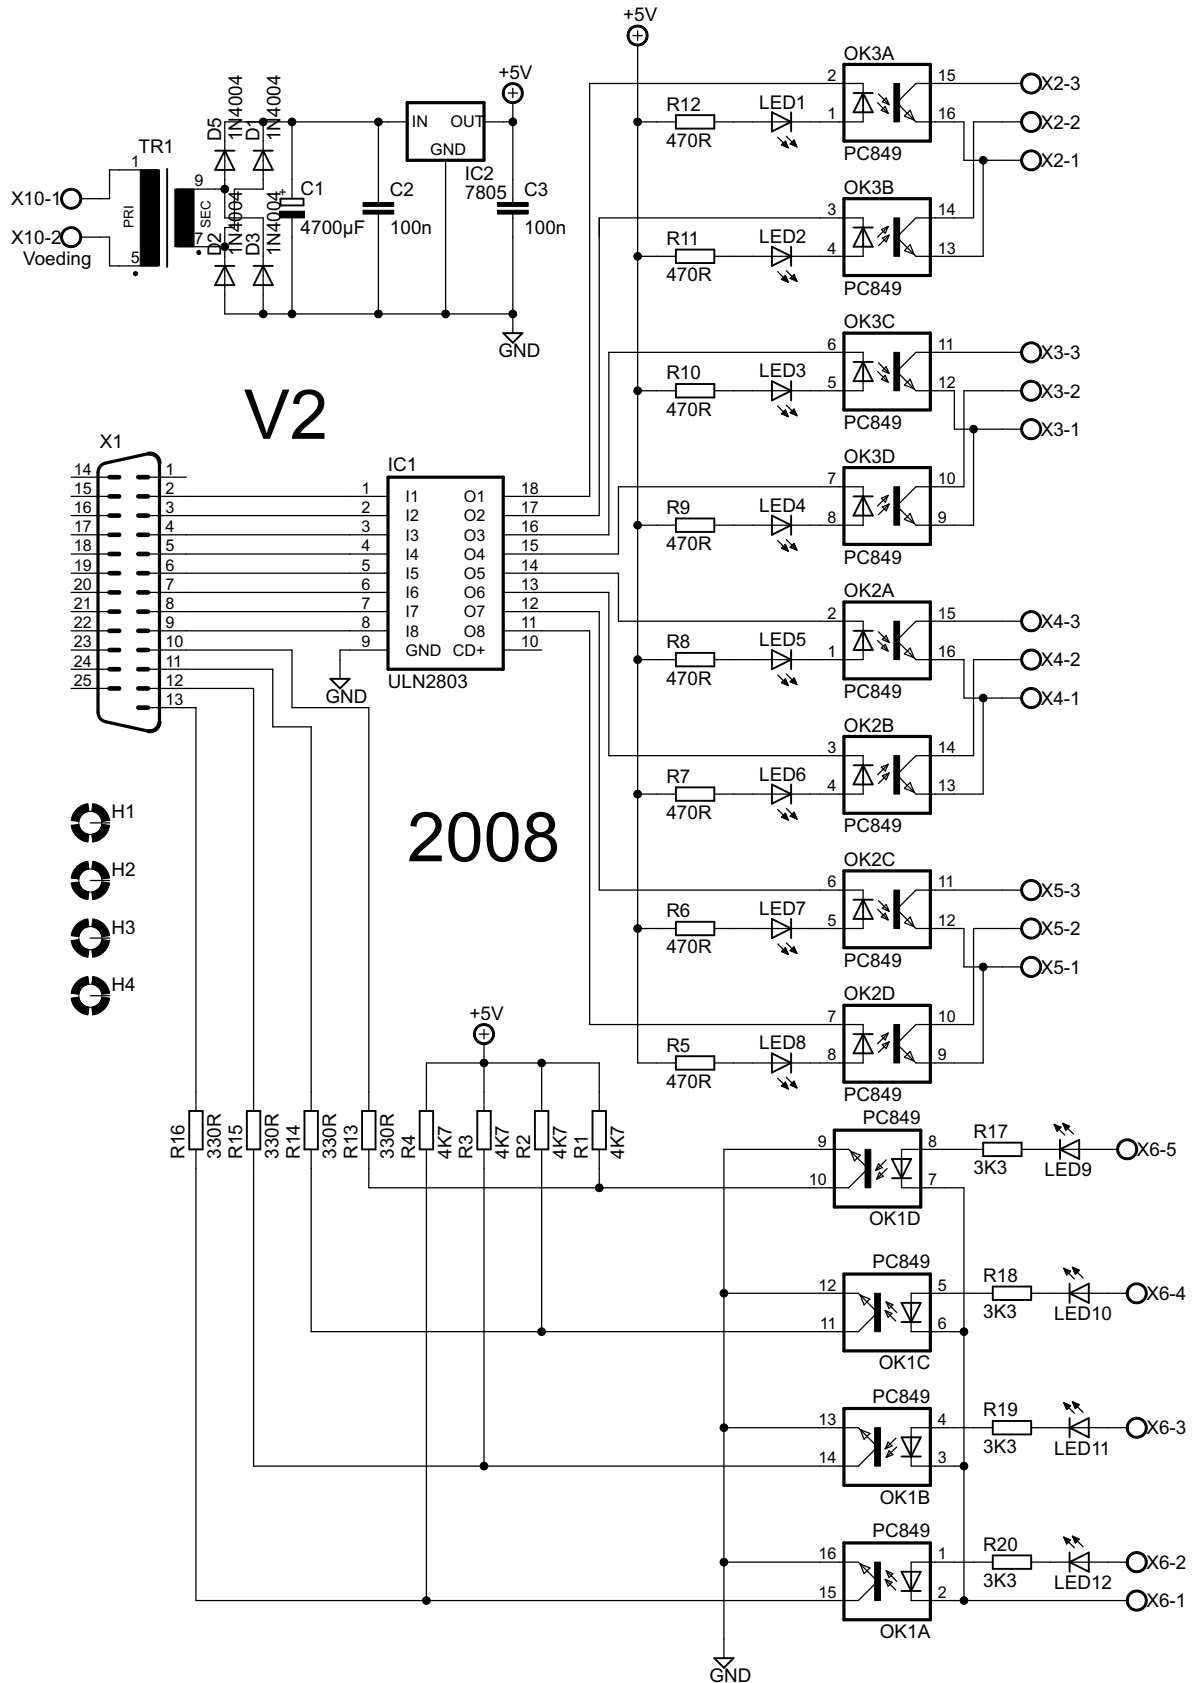 +5V
OK3A
2
15
X2-3
R12
LED1
1
16
X2-2
470R
PC849
X2-1
OK3B
3
14
R11
LED2
4
13
470R
PC849
+5V
D5
1N4004
D1
1N4004
IN
OUT
GND
IC2
7805
TR1
1
9
X10-1
PRI
SEC
X10-2
5
7
Voeding
D2
1N4004
D3
1N4004
C1
+
4700µF
C2
100n
C3
100n
GND
OK3C
6
11
X3-3
R10
LED3
5
12
X3-2
470R
PC849
X3-1
OK3D
7
10
R9
LED4
8
9
470R
PC849
V2
X1
14
1
15
2
16
3
17
4
18
5
19
6
20
7
21
8
22
9
23
10
24
11
25
12
13
IC1
1
I1
O1
18
2
I2
O2
17
3
I3
O3
16
4
I4
O4
15
5
I5
O5
14
6
I6
O6
13
7
I7
O7
12
8
I8
O8
11
9
GND
CD+
10
GND
ULN2803
OK2A
2
15
X4-3
R8
LED5
1
16
X4-2
470R
PC849
X4-1
OK2B
3
14
R7
LED6
4
13
470R
PC849
H1
H2
H3
H4
2008
OK2C
6
11
X5-3
R6
LED7
5
12
X5-2
470R
PC849
X5-1
OK2D
7
10
R5
LED8
8
9
470R
PC849
+5V
R16
330R
R15
330R
R14
330R
R13
330R
R4
4K7
R3
4K7
R2
4K7
R1
4K7
PC849
9
8
R17
X6-5
10
7
3K3
LED9
OK1D
PC849
12
5
R18
X6-4
11
6
3K3
LED10
OK1C
PC849
13
4
R19
X6-3
14
3
3K3
LED11
OK1B
PC849
16
1
R20
X6-2
15
2
3K3
LED12
X6-1
OK1A
GND